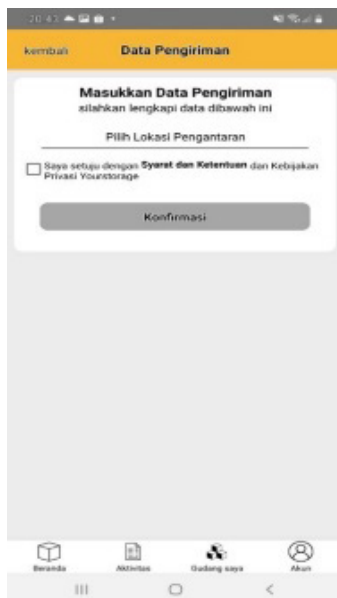 20.43
kembali
Data Pengiriman
Masukkan Data Pengiriman
silahkan lengkapi data dibawah ini
Pilih Lokasi Pengantaran
Saya setuju dengan Syarat dan Ketentuan dan Kebijakan
Privasi Yourstorage
Konfirmasi
Beranda
Aktivitas
Gudang saya
Akun